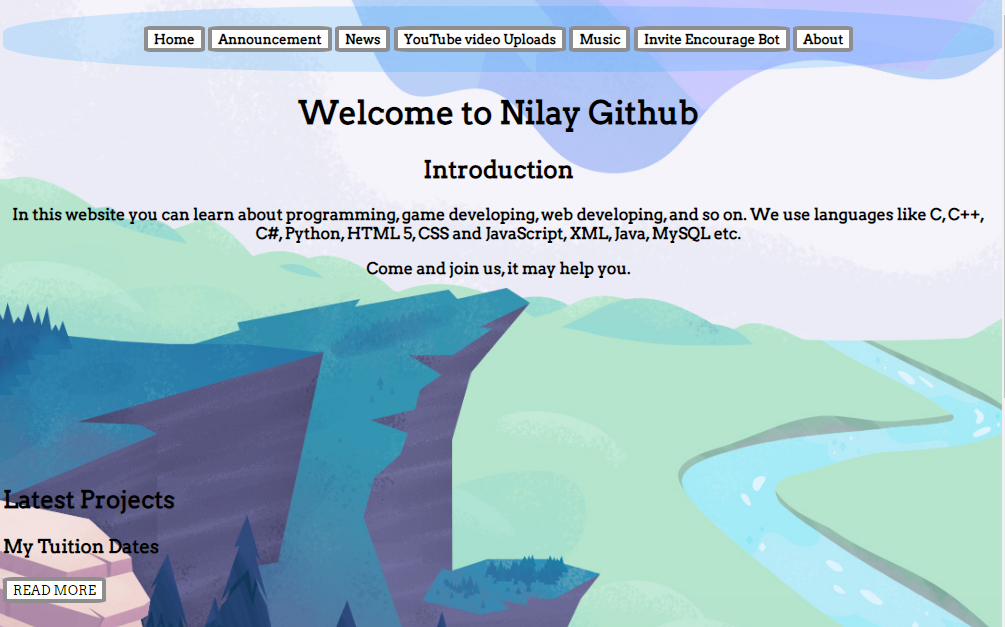 Home Announcement News YouTube video Uploads Music Invite Encourage Bot About
Welcome to Nilay Github
Introduction
In this website you can learn about programming, game developing, web developing, and so on. We use languages like C, C++,
C#, Python, HTML 5, CSS and JavaScript, XML, Java, MySQL etc.
Come and join us, it may help you.
Latest Projects
My Tuition Dates
READ MORE